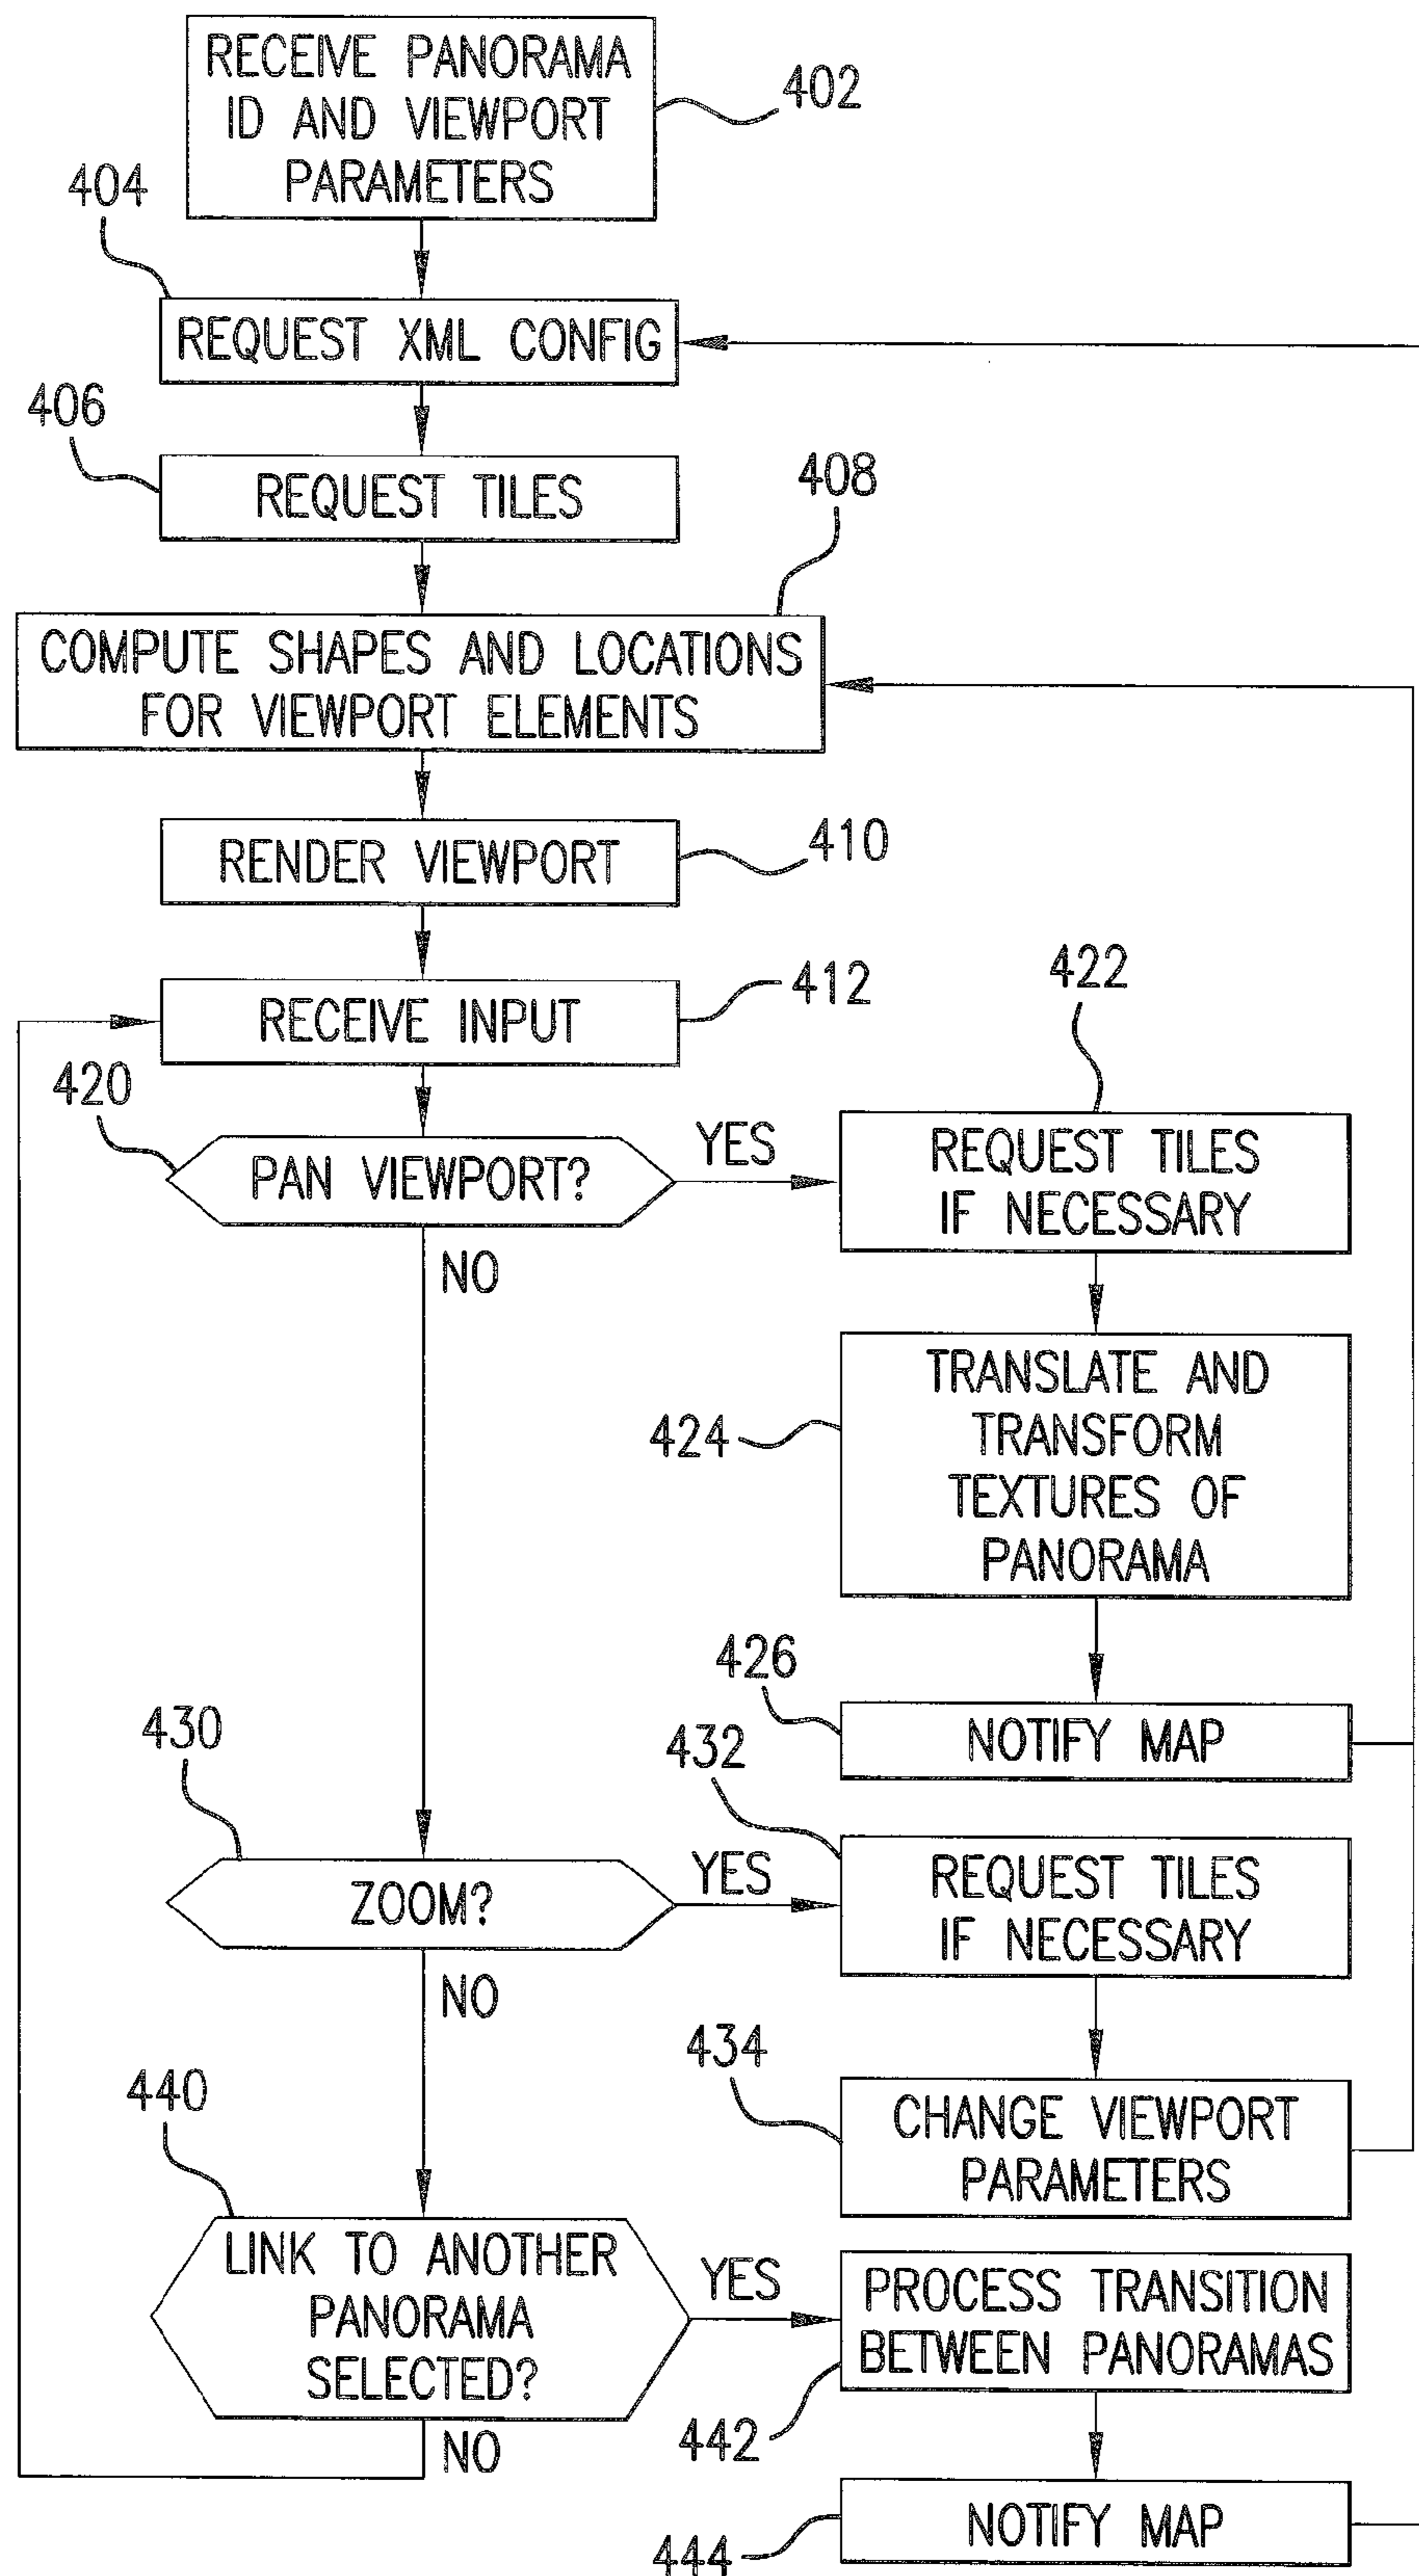 RECEIVE PANORAMA
ID AND VIEWPORT
PARAMETERS
402
404
REQUEST XML CONFIG
406
REQUEST TILES
408
COMPUTE SHAPES AND LOCATIONS
FOR VIEWPORT ELEMENTS
RENDER VIEWPORT
410
RECEIVE INPUT
412
420
PAN VIEWPORT?
YES
NO
422
REQUEST TILES
IF NECESSARY
424
TRANSLATE AND
TRANSFORM
TEXTURES OF
PANORAMA
426
NOTIFY MAP
430
ZOOM?
YES
NO
432
REQUEST TILES
IF NECESSARY
434
CHANGE VIEWPORT
PARAMETERS
440
LINK TO ANOTHER
PANORAMA
SELECTED?
YES
NO
PROCESS TRANSITION
BETWEEN PANORAMAS
442
NOTIFY MAP
444